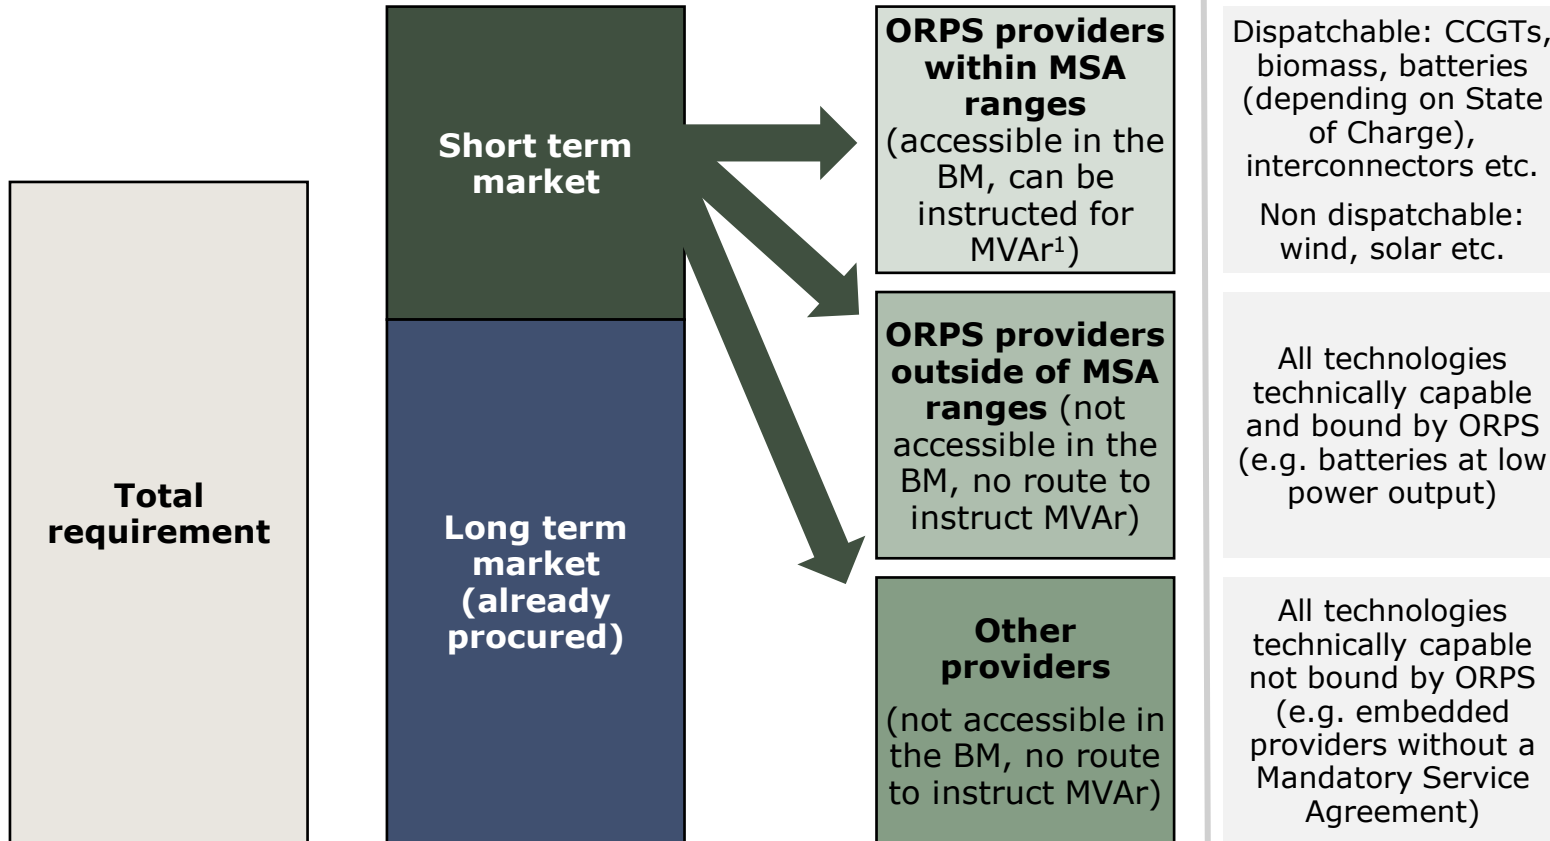 Total
requirement
Short term
market
Long term
market
(already
procured)
ORPS providers
within MSA
ranges
(accessible in the
BM, can be
instructed for
MVAr¹)
ORPS providers
outside of MSA
ranges (not
accessible in the
BM, no route to
instruct MVAr)
Other
providers
(not accessible in
the BM, no route
to instruct MVAr)
Dispatchable: CCGTs,
biomass, batteries
(depending on State
of Charge),
interconnectors etc.
Non dispatchable:
wind, solar etc.
All technologies
technically capable
and bound by ORPS
(e.g. batteries at low
power output)
All technologies
technically capable
not bound by ORPS
(e.g. embedded
providers without a
Mandatory Service
Agreement)